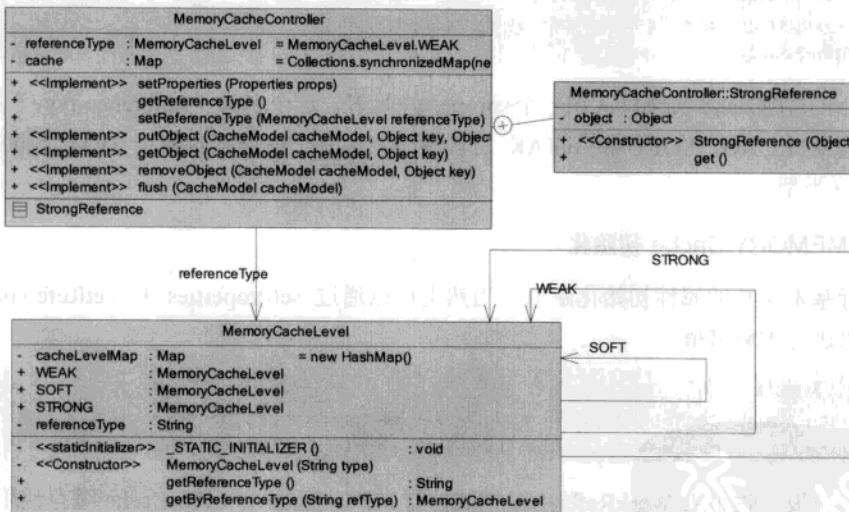 MemoryCacheController
- referenceType : MemoryCacheLevel = MemoryCacheLevel.WEAK
- cache : Map = Collections.synchronizedMap(ne
+ <<Implement>> setProperties (Properties props)
+ getReferenceType ()
+ setReferenceType (MemoryCacheLevel referenceType)
+ <<Implement>> putObject (CacheModel cacheModel, Object key, Objec
+ <<Implement>> getObject (CacheModel cacheModel, Object key)
+ <<Implement>> removeObject (CacheModel cacheModel, Object key)
+ <<Implement>> flush (CacheModel cacheModel)
StrongReference
MemoryCacheController::StrongReference
- object : Object
+ <<Constructor>> StrongReference (Object
+ get ()
referenceType
STRONG
WEAK
SOFT
MemoryCacheLevel
- cacheLevelMap : Map = new HashMap()
+ WEAK : MemoryCacheLevel
+ SOFT : MemoryCacheLevel
+ STRONG : MemoryCacheLevel
- referenceType : String
- <<staticInitializer>> _STATIC_INITIALIZER () : void
- <<Constructor>> MemoryCacheLevel (String type)
+ getReferenceType () : String
+ getByReferenceType (String refType) : MemoryCacheLevel